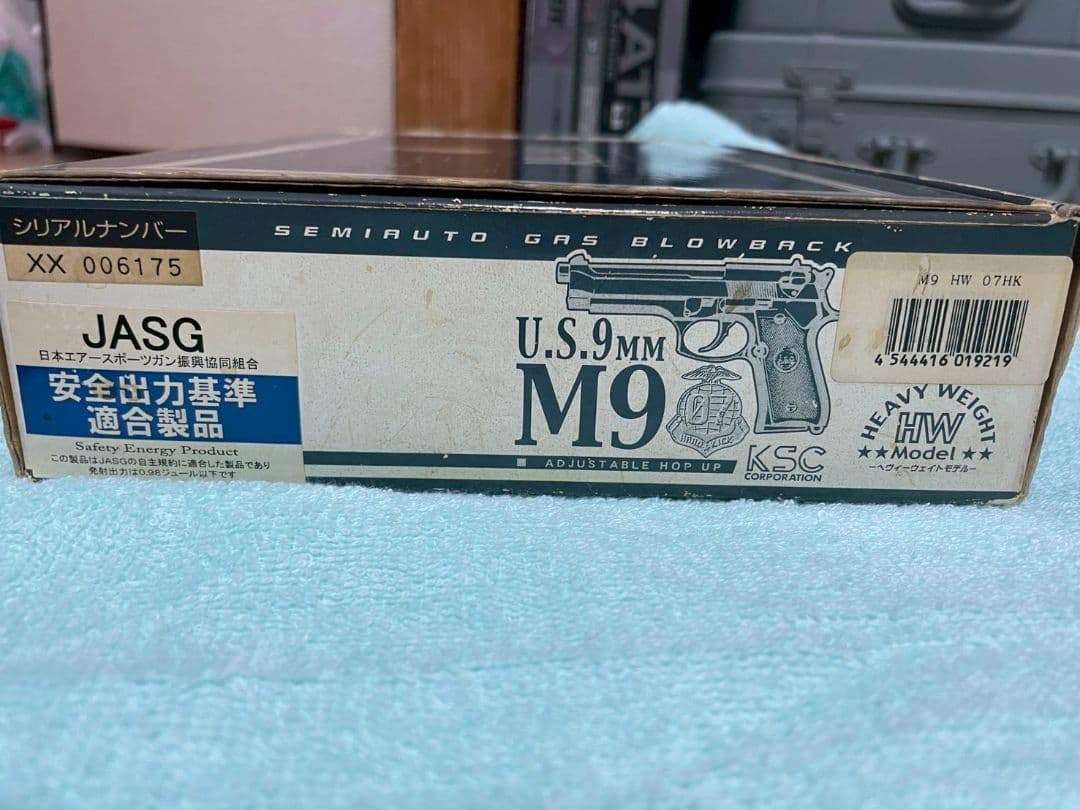 シリアルナンバー
XX 006175
SEMIAUTO GAS BLOWBACK
JASG
日本エアースポーツガン振興協同組合
安全出力基準
適合製品
Safety Energy Product
この製品はJASGの自主規約に適合した製品であり
発射出力は0.98ジュール以下です
U.S.9MM
M9
07
HARD KICK
ADJUSTABLE HOP UP
KSC
CORPORATION
M9 HW 07HK
4 544416 019219
HEAVY WEIGHT
HW
★★Model★★
ーヘヴィーウェイトモデルー